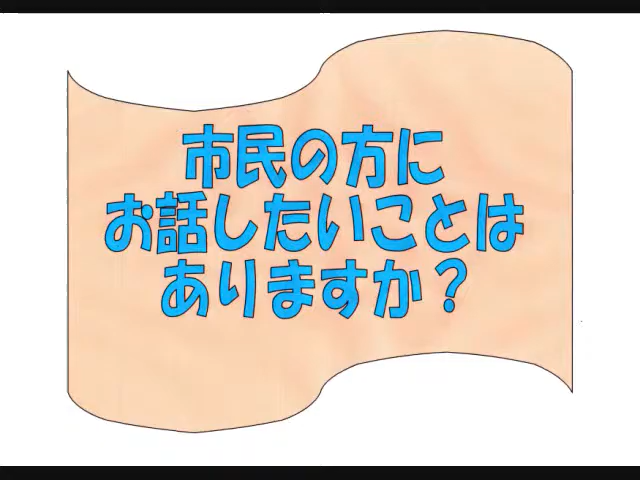 市民の方に
お話したいことは
ありますか？